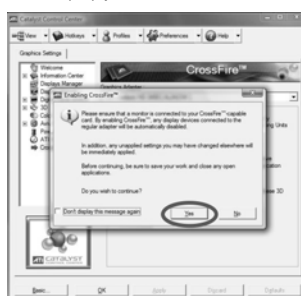 Catalyst Control Center
View Hotkeys Profiles Preferences Help
Graphics Settings
Welcome
Information Center
Displays Manager
CrossFire™
Enabling CrossFire™
Please ensure that a monitor is connected to your CrossFire™ capable
card. By enabling CrossFire™, any display devices connected to the
regular adapter will be automatically disabled.
In addition, any unapplied settings you may have changed elsewhere will
be immediately applied.
Before continuing, be sure to save your work and close any open
applications.
Do you wish to continue?
Don't display this message again
Yes
No
CATALYST
Basic...
OK
Apply
Discard
Defaults